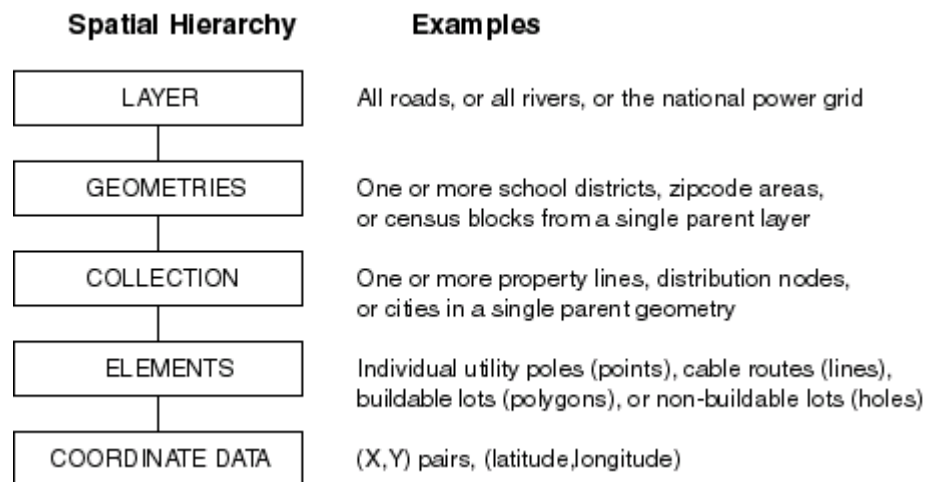 Spatial Hierarchy Examples
LAYER All roads, or all rivers, or the national power grid
GEOMETRIES One or more school districts, zipcode areas,
or census blocks from a single parent layer
COLLECTION One or more property lines, distribution nodes,
or cities in a single parent geometry
ELEMENTS Individual utility poles (points), cable routes (lines),
buildable lots (polygons), or non-buildable lots (holes)
COORDINATE DATA (X,Y) pairs, (latitude,longitude)